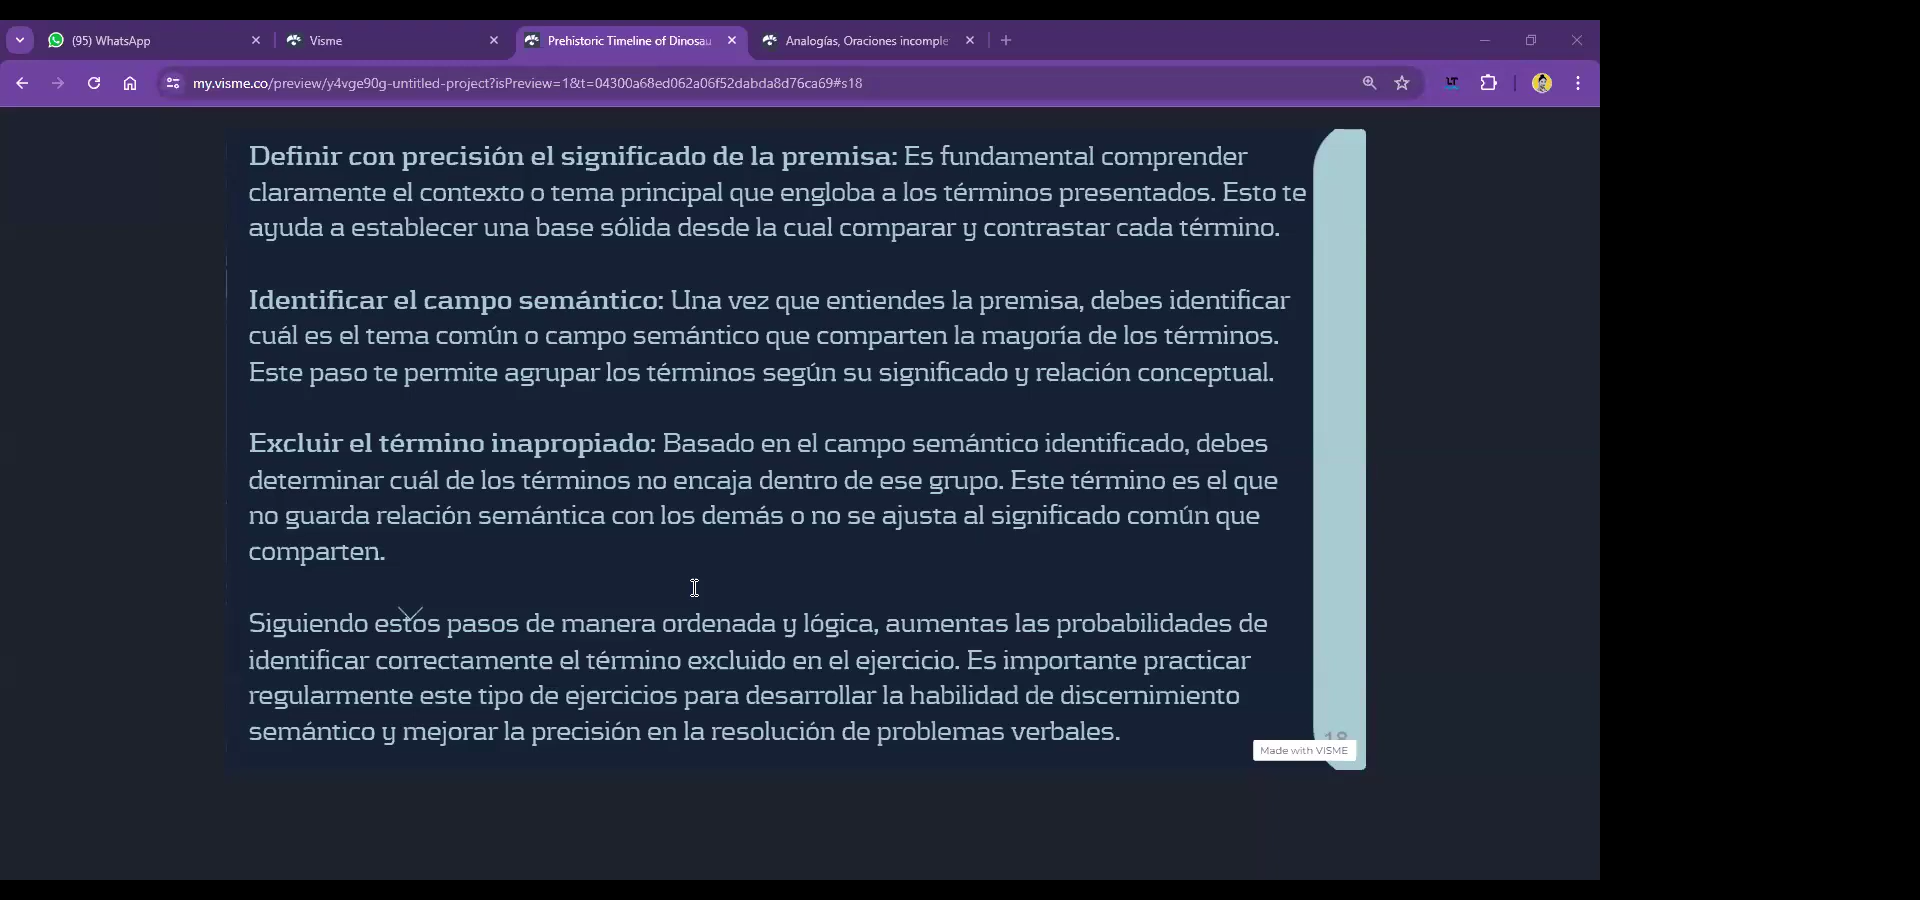 (95) WhatsApp
Visme
Prehistoric Timeline of Dinosau
Analogías, Oraciones incomple
my.visme.co/preview/y4vge90g-untitled-project?isPreview=1&t=04300a68ed062a06f52dabda8d76ca69#s18
LT
Definir con precisión el significado de la premisa: Es fundamental comprender
claramente el contexto o tema principal que engloba a los términos presentados. Esto te
ayuda a establecer una base sólida desde la cual comparar y contrastar cada término.
Identificar el campo semántico: Una vez que entiendes la premisa, debes identificar
cuál es el tema común o campo semántico que comparten la mayoría de los términos.
Este paso te permite agrupar los términos según su significado y relación conceptual.
Excluir el término inapropiado: Basado en el campo semántico identificado, debes
determinar cuál de los términos no encaja dentro de ese grupo. Este término es el que
no guarda relación semántica con los demás o no se ajusta al significado común que
comparten.
Siguiendo estos pasos de manera ordenada y lógica, aumentas las probabilidades de
identificar correctamente el término excluido en el ejercicio. Es importante practicar
regularmente este tipo de ejercicios para desarrollar la habilidad de discernimiento
semántico y mejorar la precisión en la resolución de problemas verbales.
18
Made with VISME